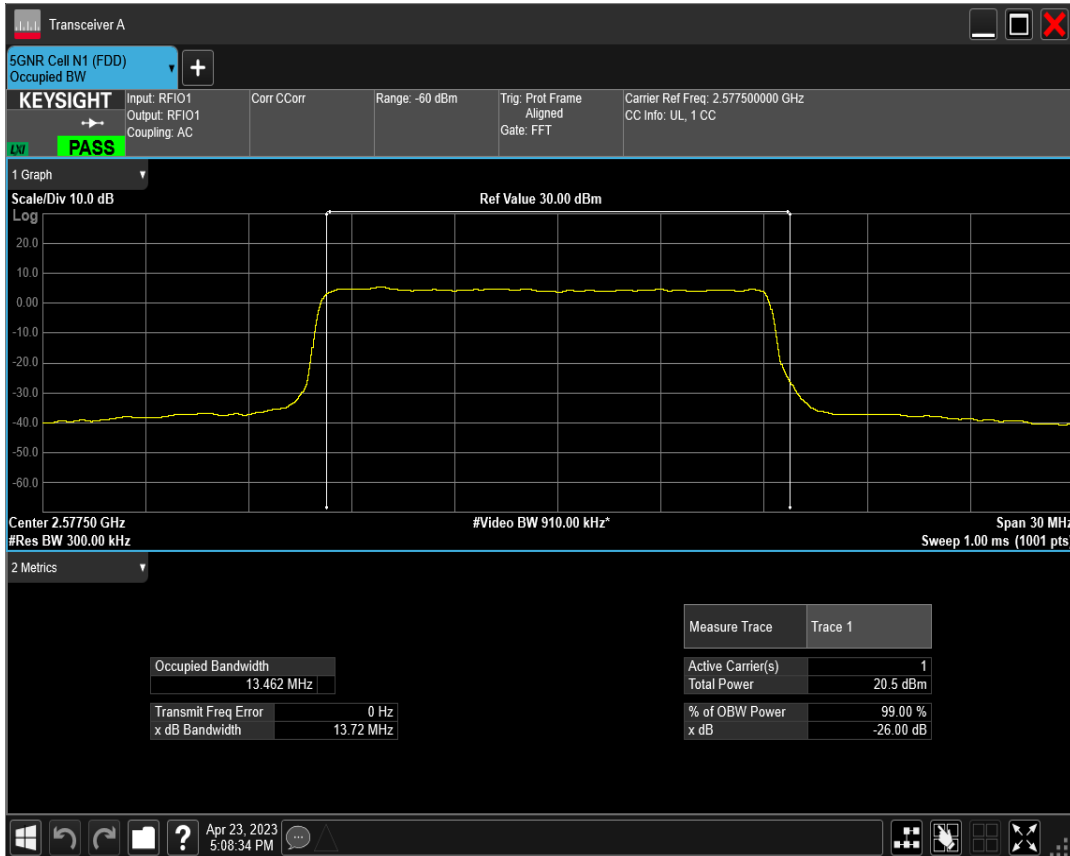 Transceiver A
5GNR Cell N1 (FDD)
Occupied BW
+
KEYSIGHT
LXI
PASS
Input: RFIO1
Output: RFIO1
Coupling: AC
Corr CCorr
Range: -60 dBm
Trig: Prot Frame
Aligned
Gate: FFT
Carrier Ref Freq: 2.577500000 GHz
CC Info: UL, 1 CC
1 Graph
Scale/Div 10.0 dB
Ref Value 30.00 dBm
Log
20.0
10.0
0.00
-10.0
-20.0
-30.0
-40.0
-50.0
-60.0
Center 2.57750 GHz
#Video BW 910.00 kHz*
Span 30 MHz
#Res BW 300.00 kHz
Sweep 1.00 ms (1001 pts)
2 Metrics
Measure Trace Trace 1
Occupied Bandwidth
13.462 MHz
Active Carrier(s) 1
Total Power 20.5 dBm
Transmit Freq Error 0 Hz
x dB Bandwidth 13.72 MHz
% of OBW Power 99.00 %
x dB -26.00 dB
?
Apr 23, 2023
5:08:34 PM